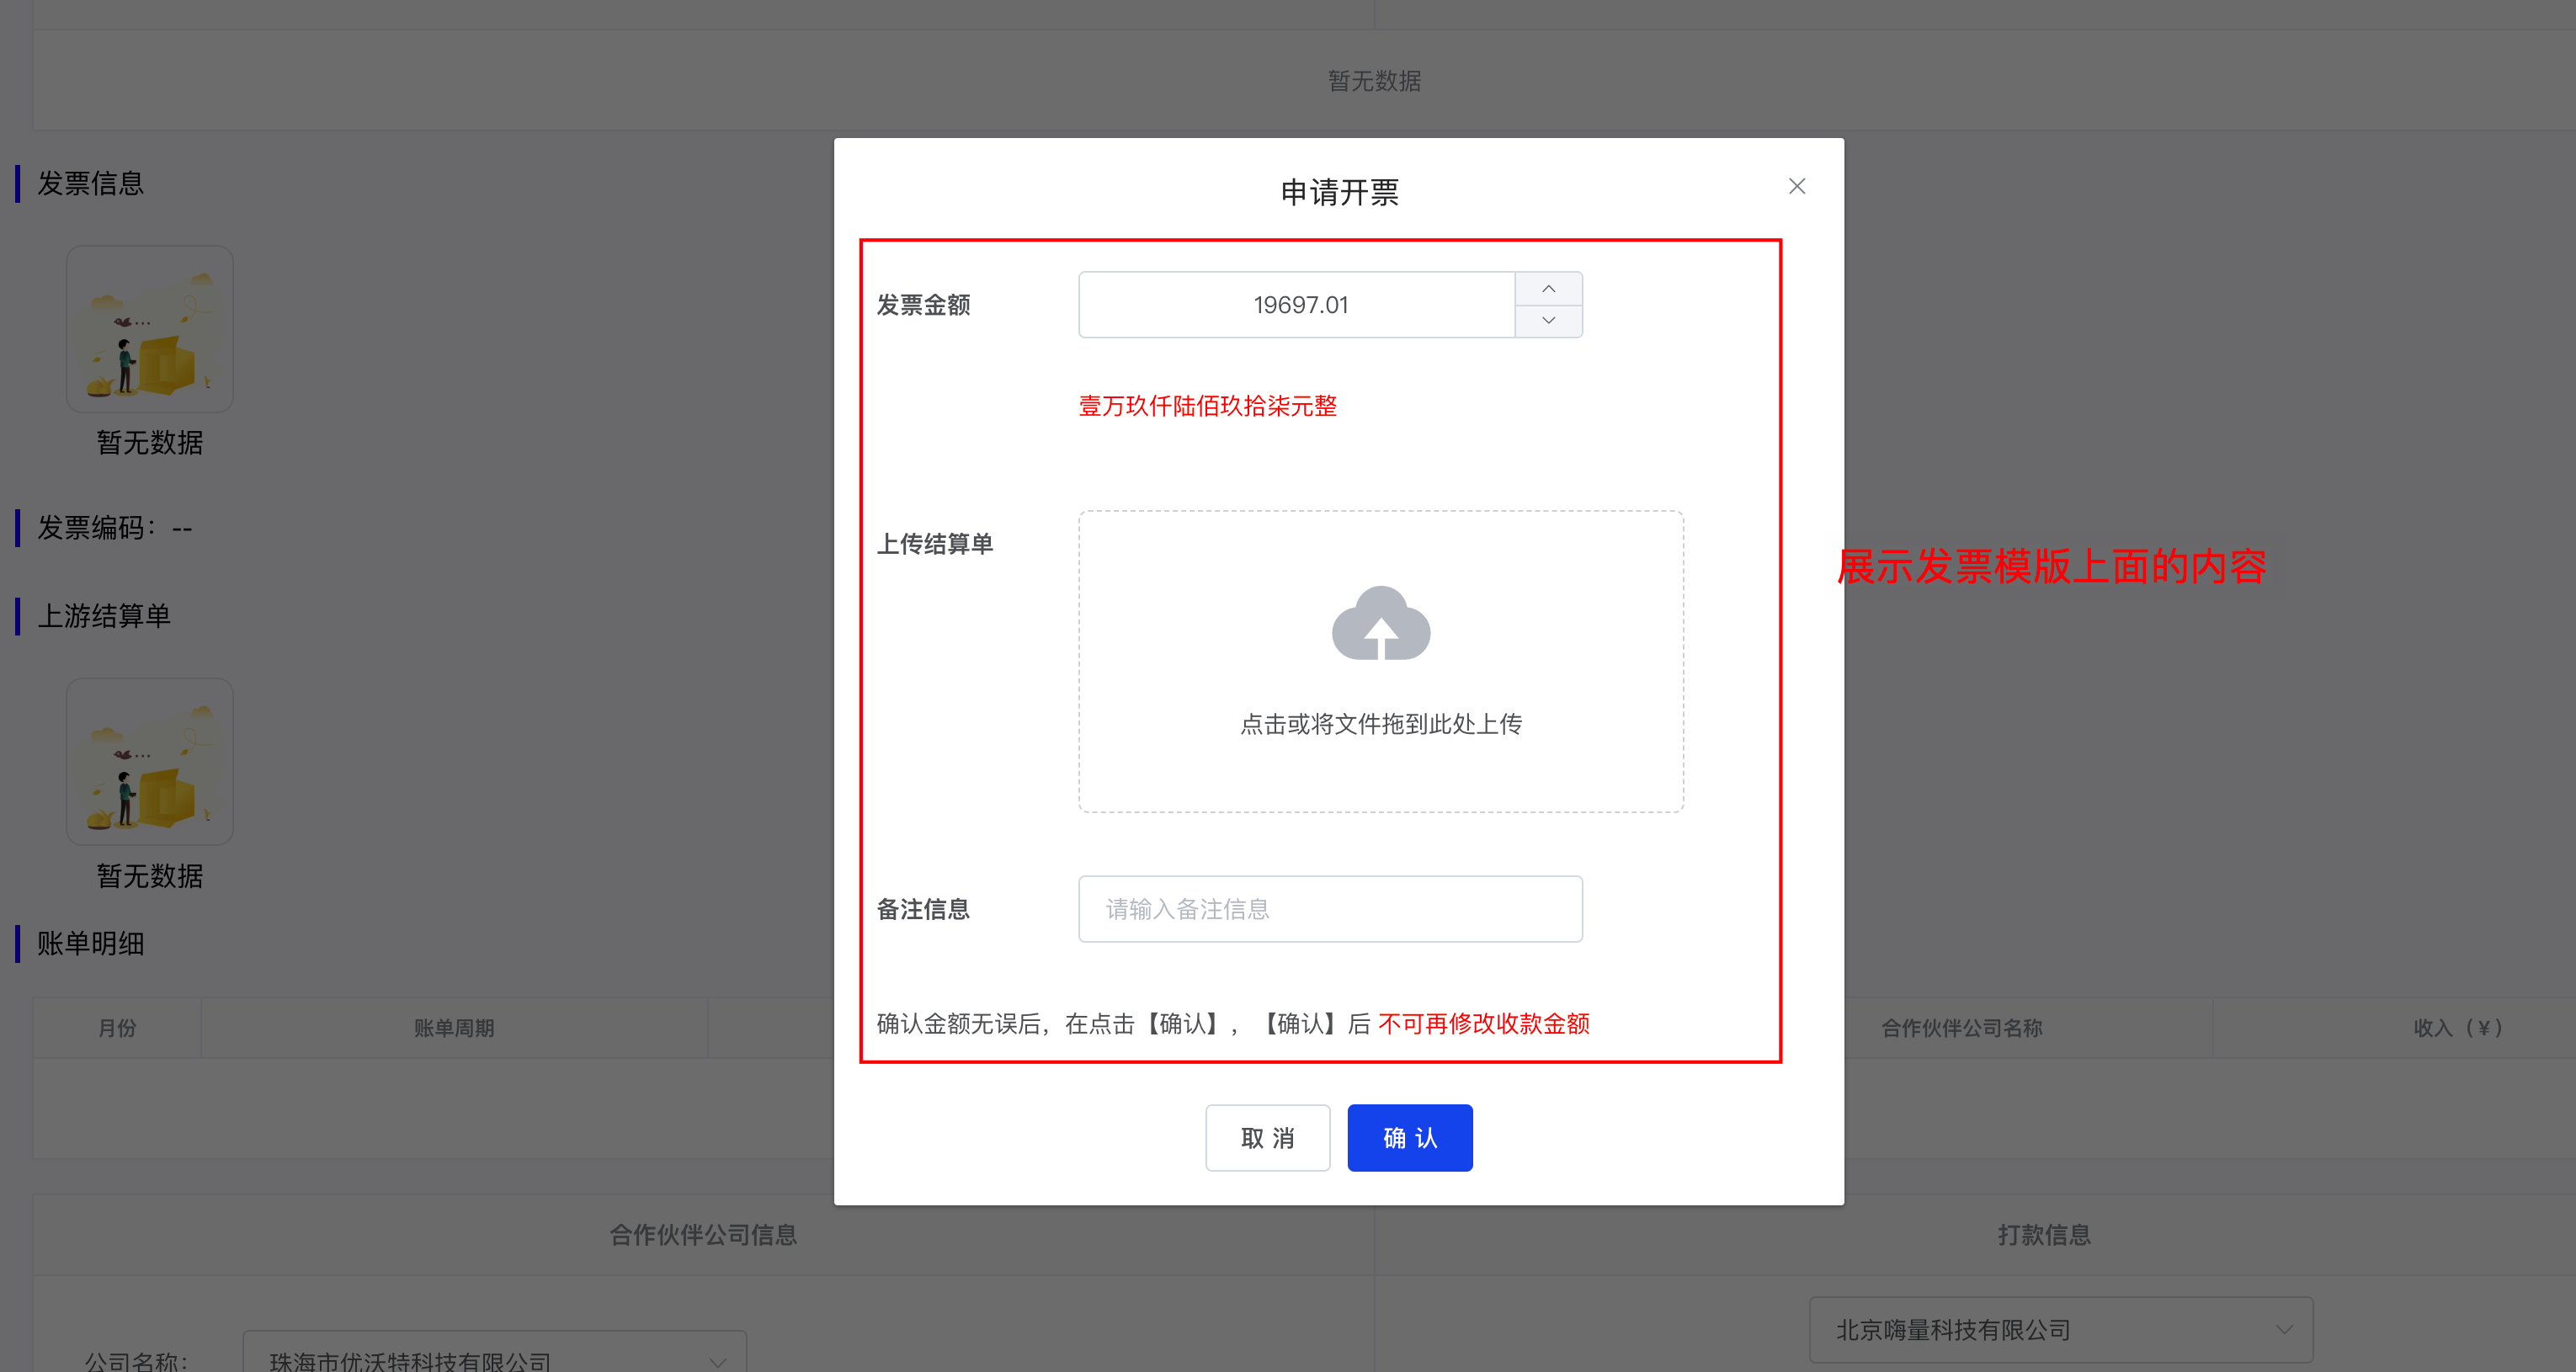 暂无数据
发票信息
暂无数据
发票编码：--
上游结算单
暂无数据
账单明细
月份
账单周期
合作伙伴公司名称
收入（¥）
合作伙伴公司信息
打款信息
公司名称：
珠海市优沃特科技有限公司
北京嗨量科技有限公司
申请开票
发票金额
19697.01
壹万玖仟陆佰玖拾柒元整
上传结算单
点击或将文件拖到此处上传
备注信息
请输入备注信息
确认金额无误后，在点击【确认】，【确认】后 不可再修改收款金额
取 消
确 认
展示发票模版上面的内容